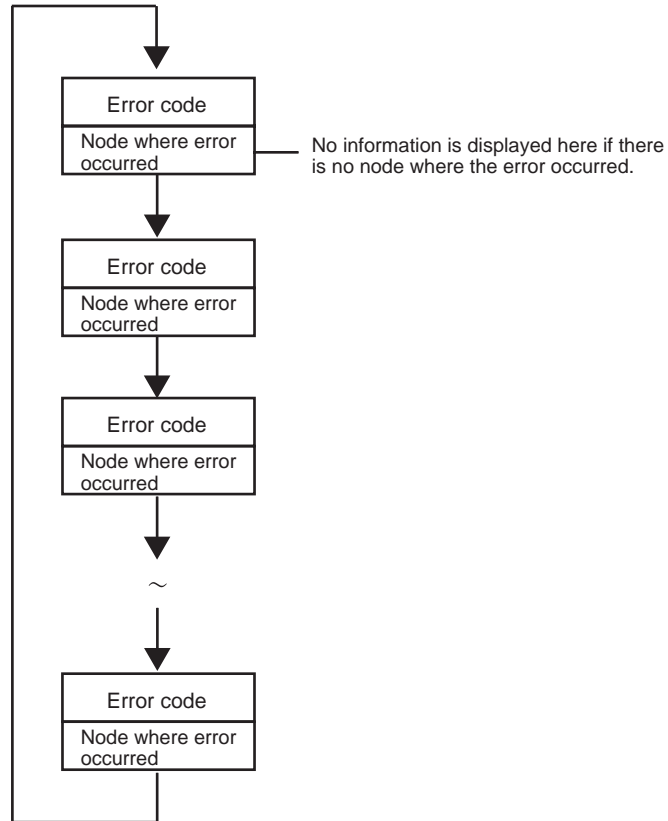 Error code
Node where error
occurred
No information is displayed here if there
is no node where the error occurred.
Error code
Node where error
occurred
Error code
Node where error
occurred
~
Error code
Node where error
occurred